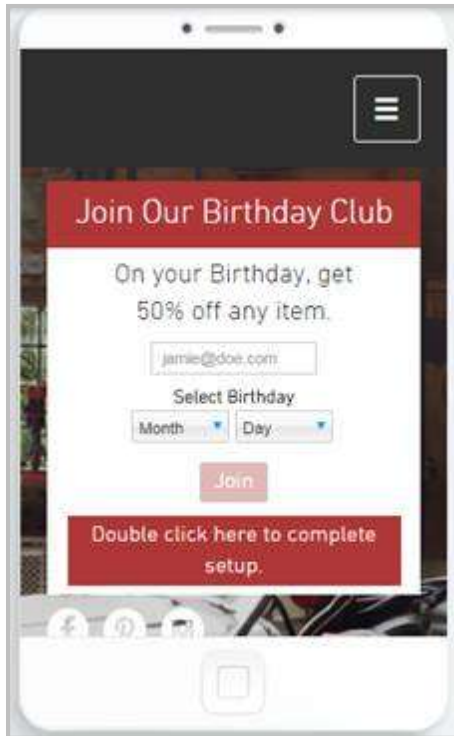 Join Our Birthday Club
On your Birthday, get
50% off any item.
jamie@doe.com
Select Birthday
Month Day
Join
Double click here to complete
setup.